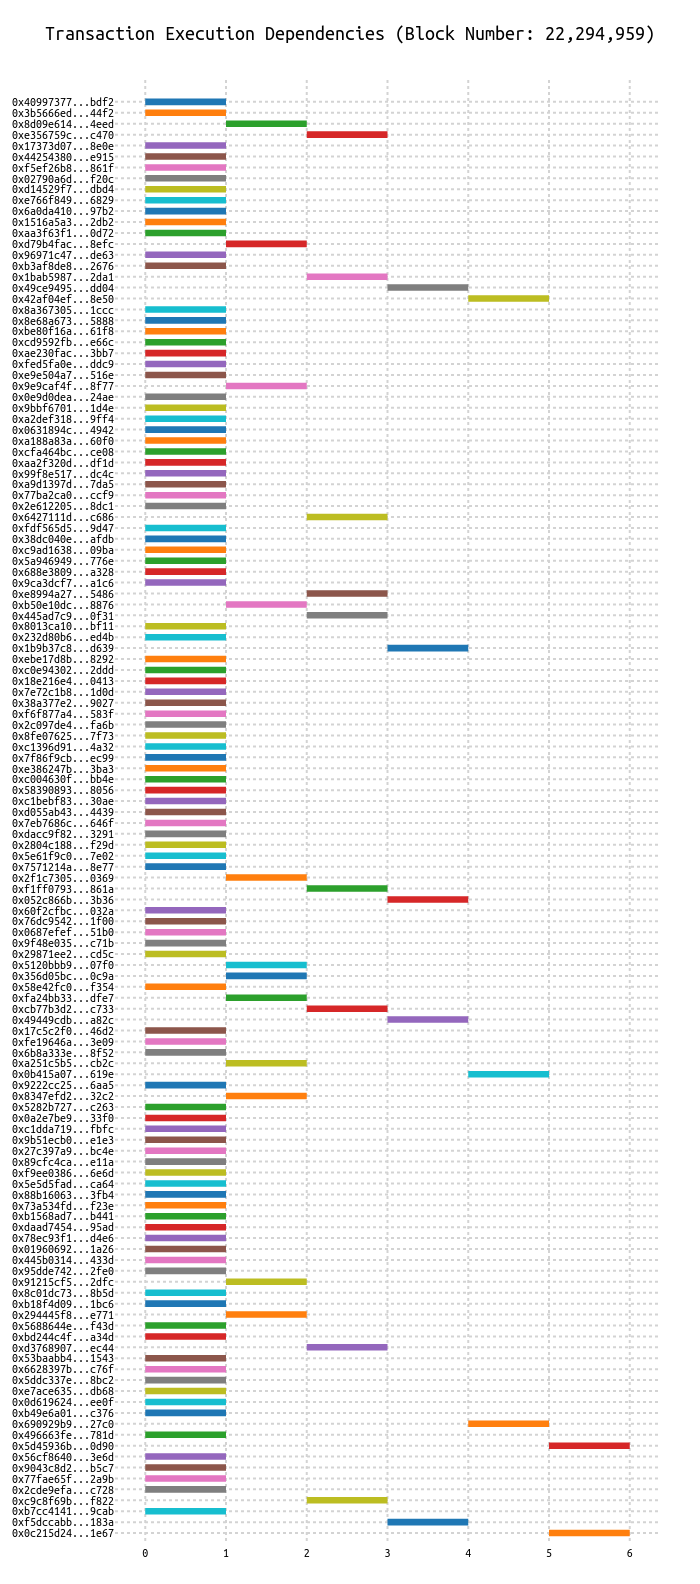 Transaction Execution Dependencies (Block Number: 22,294,959)
0x40997377...bdf2
0x3b5666ed...44f2
0x8d09e614...4eed
0xe356759c...c470
0x17373d07...8e0e
0x44254380...e915
0xf5ef26b8...861f
0x02790a6d...f20c
0xd14529f7...dbd4
0xe766f849...6829
0x6a0da410...97b2
0x1516a5a3...2db2
0xaa3f63f1...0d72
0xd79b4fac...8efc
0x96971c47...de63
0xb3af8de8...2676
0x1bab5987...2da1
0x49ce9495...dd04
0x42af04ef...8e50
0x8a367305...1ccc
0x8e68a673...5888
0xbe80f16a...61f8
0xcd9592fb...e66c
0xae230fac...3bb7
0xfed5fa0e...ddc9
0xe9e504a7...516e
0x9e9caf4f...8f77
0x0e9d0dea...24ae
0x9bbf6701...1d4e
0xa2def318...9ff4
0x0631894c...4942
0xa188a83a...60f0
0xcfa464bc...ce08
0xaa2f320d...df1d
0x99f8e517...dc4c
0xa9d1397d...7da5
0x77ba2ca0...ccf9
0x2e612205...8dc1
0x6427111d...c686
0xfdf565d5...9d47
0x38dc040e...afdb
0xc9ad1638...09ba
0x5a946949...776e
0x688e3809...a328
0x9ca3dcf7...a1c6
0xe8994a27...5486
0xb50e10dc...8876
0x445ad7c9...0f31
0x8013ca10...bf11
0x232d80b6...ed4b
0x1b9b37c8...d639
0xebe17d8b...8292
0xc0e94302...2ddd
0x18e216e4...0413
0x7e72c1b8...1d0d
0x38a377e2...9027
0xf6f877a4...583f
0x2c097de4...fa6b
0x8fe07625...7f73
0xc1396d91...4a32
0x7f86f9cb...ec99
0xe386247b...3ba3
0xc004630f...bb4e
0x58390893...8056
0xc1bebf83...30ae
0xd055ab43...4439
0x7eb7686c...646f
0xdacc9f82...3291
0x2804c188...f29d
0x5e61f9c0...7e02
0x7571214a...8e77
0x2f1c7305...0369
0xf1ff0793...861a
0x052c866b...3b36
0x60f2cfbc...032a
0x76dc9542...1f00
0x0687efef...51b0
0x9f48e035...c71b
0x29871ee2...cd5c
0x5120bbb9...07f0
0x356d05bc...0c9a
0x58e42fc0...f354
0xfa24bb33...dfe7
0xcb77b3d2...c733
0x49449cdb...a82c
0x17c5c2f0...46d2
0xfe19646a...3e09
0x6b8a333e...8f52
0xa251c5b5...cb2c
0x0b415a07...619e
0x9222cc25...6aa5
0x8347efd2...32c2
0x5282b727...c263
0x0a2e7be9...33f0
0xc1dda719...fbfc
0x9b51ecb0...e1e3
0x27c397a9...bc4e
0x89cfc4ca...e11a
0xf9ee0386...6e6d
0x5e5d5fad...ca64
0x88b16063...3fb4
0x73a534fd...f23e
0xb1568ad7...b441
0xdaad7454...95ad
0x78ec93f1...d4e6
0x01960692...1a26
0x445b0314...433d
0x95dde742...2fe0
0x91215cf5...2dfc
0x8c01dc73...8b5d
0xb18f4d09...1bc6
0x294445f8...e771
0x5688644e...f43d
0xbd244c4f...a34d
0xd3768907...ec44
0x53baabb4...1543
0x6628397b...c76f
0x5ddc337e...8bc2
0xe7ace635...db68
0x0d619624...ee0f
0xb49e6a01...c376
0x690929b9...27c0
0x496663fe...781d
0x5d45936b...0d90
0x56cf8640...3e6d
0x9043c8d2...b5c7
0x77fae65f...2a9b
0x2cde9efa...c728
0xc9c8f69b...f822
0xb7cc4141...9cab
0xf5dccabb...183a
0x0c215d24...1e67
0 1 2 3 4 5 6